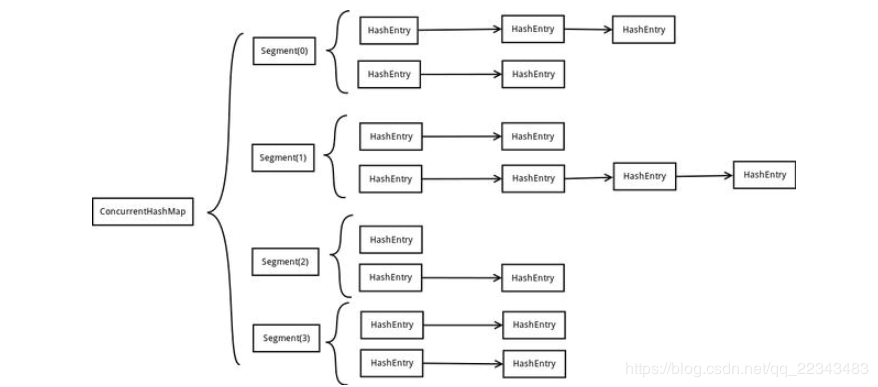 HashEntry HashEntry HashEntry
Segment(0)
HashEntry HashEntry
HashEntry HashEntry
Segment(1)
HashEntry HashEntry HashEntry HashEntry
ConcurrentHashMap
HashEntry
Segment(2)
HashEntry HashEntry
HashEntry HashEntry
Segment(3)
HashEntry HashEntry
https://blog.csdn.net/qq_22343483